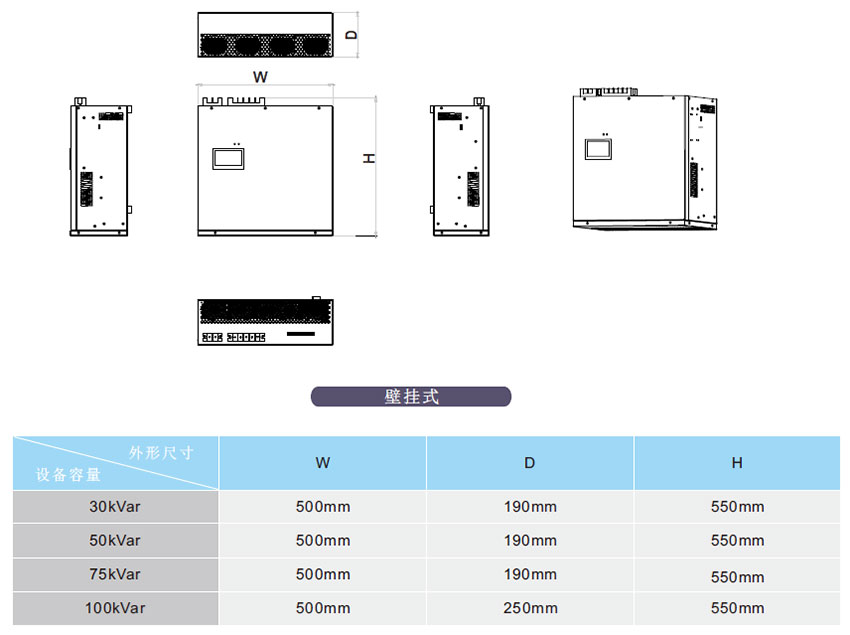 D
W
H
壁挂式
外形尺寸
设备容量
W D H
30kVar 500mm 190mm 550mm
50kVar 500mm 190mm 550mm
75kVar 500mm 190mm 550mm
100kVar 500mm 250mm 550mm